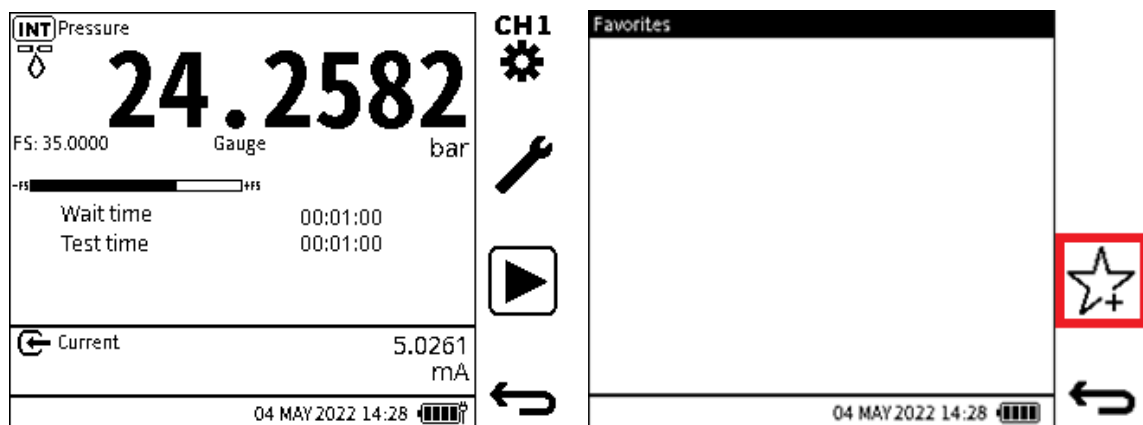 INT Pressure
CH1
24.2582
FS: 35.0000 Gauge bar
-FS +FS
Wait time 00:01:00
Test time 00:01:00
Current 5.0261
mA
04 MAY 2022 14:28
Favorites
04 MAY 2022 14:28